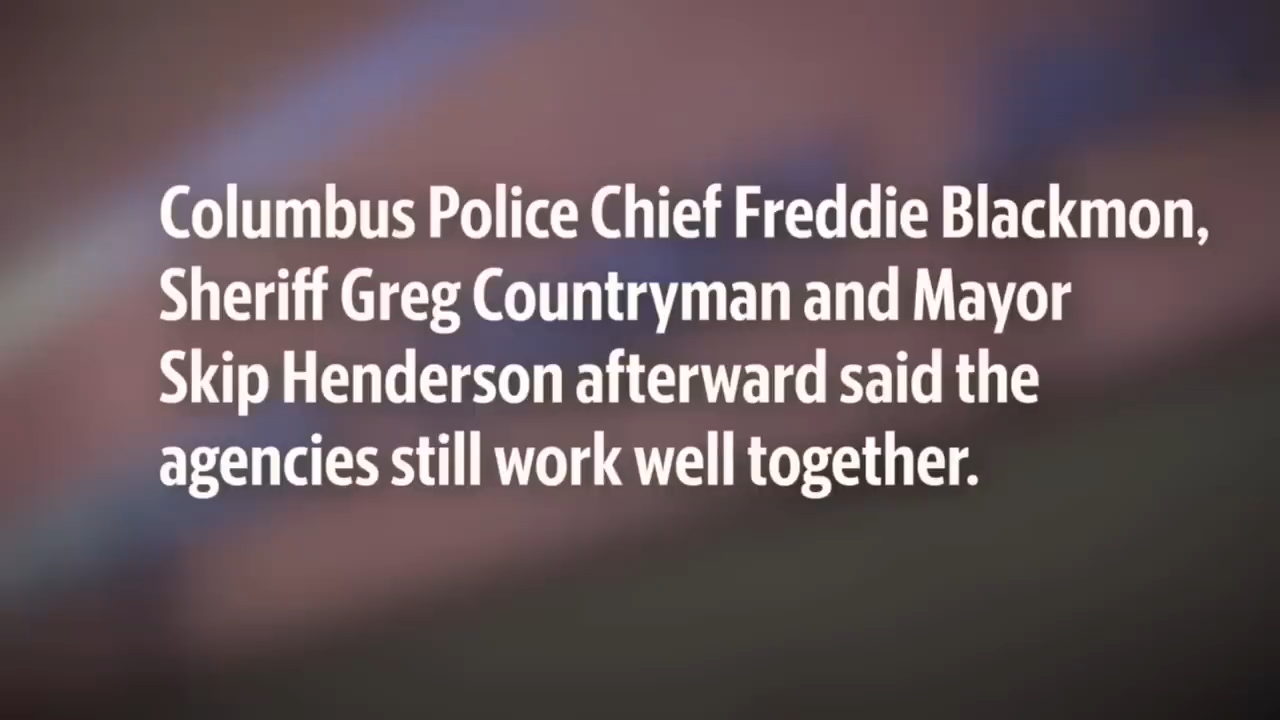 Columbus Police Chief Freddie Blackmon,
Sheriff Greg Countryman and Mayor
Skip Henderson afterward said the
agencies still work well together.